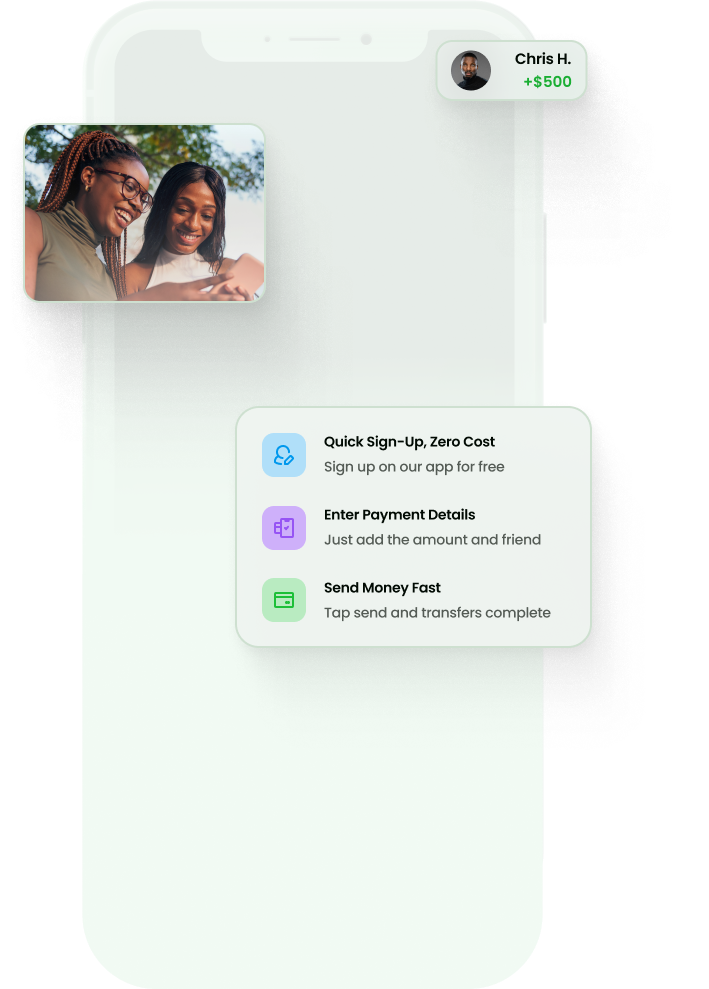 Chris H.
+$500
Quick Sign-Up, Zero Cost
Sign up on our app for free
Enter Payment Details
Just add the amount and friend
Send Money Fast
Tap send and transfers complete